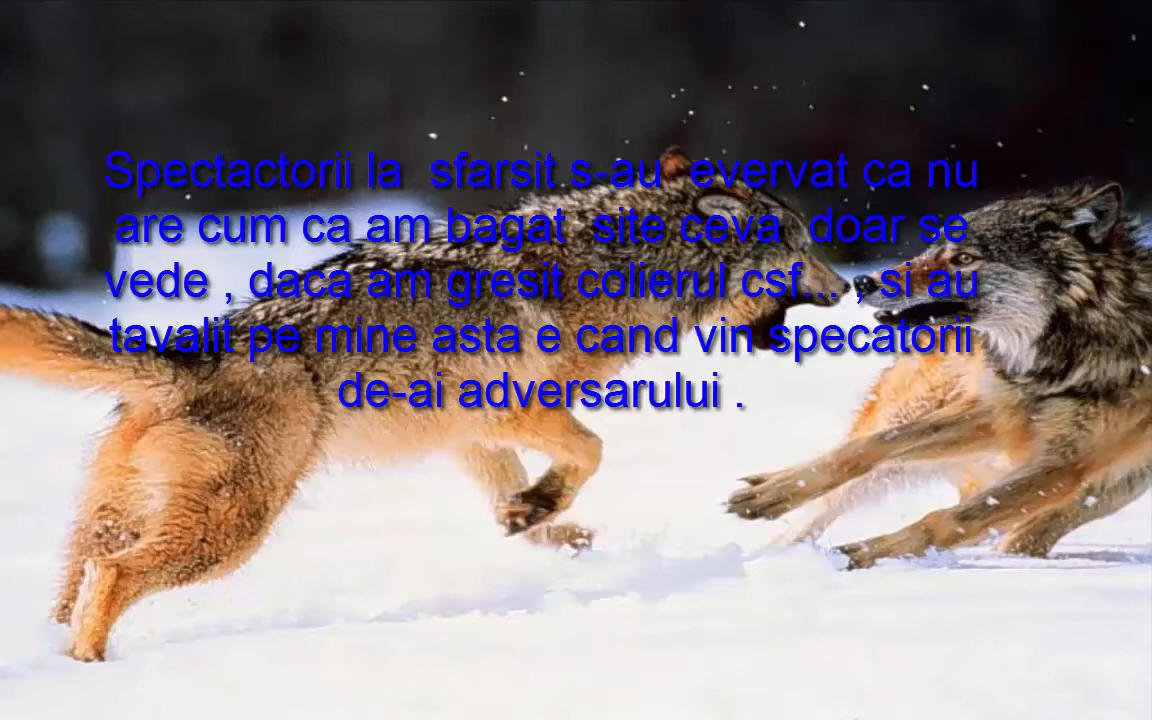 Spectactorii la sfarsit s-au evervat ca nu
are cum ca am bagat site ceva doar se
vede , daca am gresit colierul csf... , si au
tavalit pe mine asta e cand vin specatorii
de-ai adversarului .